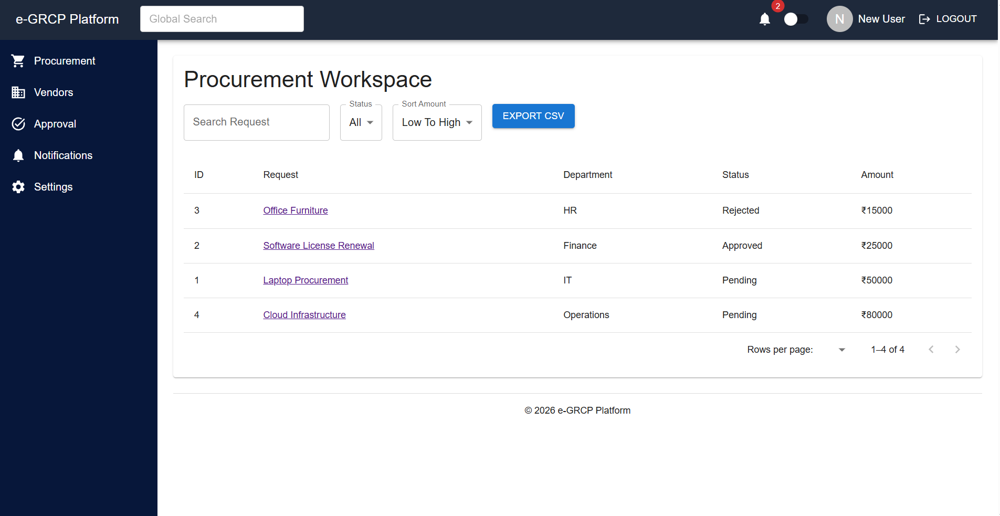 e-GRCP Platform
Global Search
2
N
New User
LOGOUT
Procurement
Vendors
Approval
Notifications
Settings
Procurement Workspace
Search Request
Status
All
Sort Amount
Low To High
EXPORT CSV
ID Request Department Status Amount
3 Office Furniture HR Rejected ₹15000
2 Software License Renewal Finance Approved ₹25000
1 Laptop Procurement IT Pending ₹50000
4 Cloud Infrastructure Operations Pending ₹80000
Rows per page: 1–4 of 4
© 2026 e-GRCP Platform